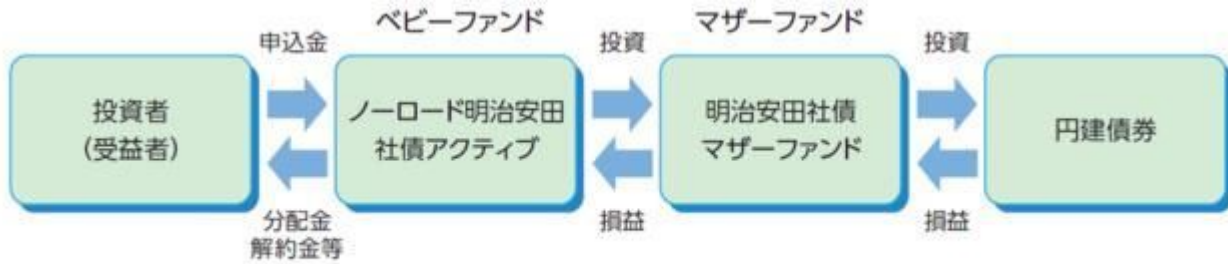 ベビーファンド
マザーファンド
申込金
投資
投資
投資者
(受益者)
ノーロード明治安田
社債アクティブ
明治安田社債
マザーファンド
円建債券
分配金
解約金等
損益
損益